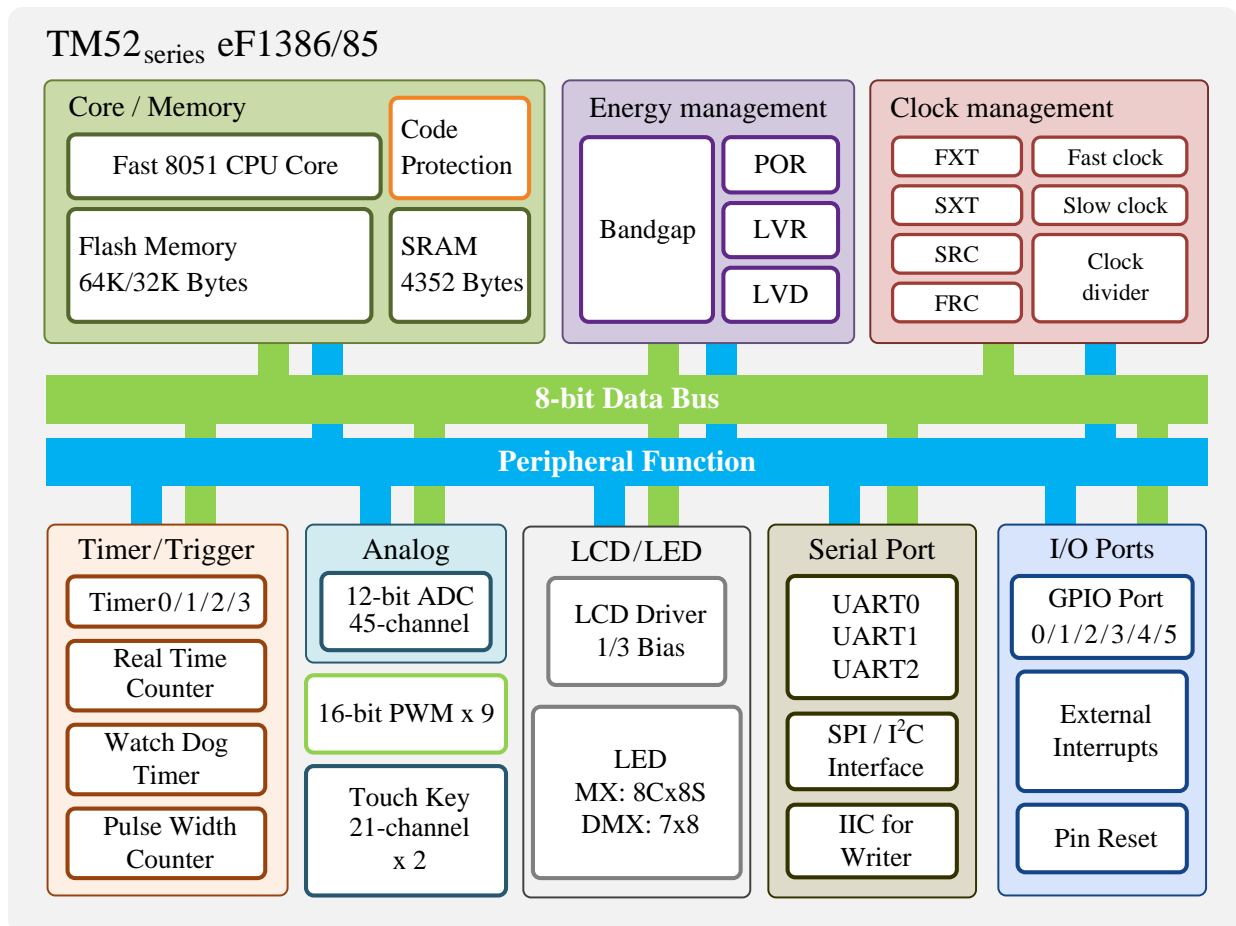 TM52series eF1386/85
Core / Memory
Fast 8051 CPU Core
Code
Protection
Flash Memory
64K/32K Bytes
SRAM
4352 Bytes
Energy management
Bandgap
POR
LVR
LVD
Clock management
FXT
SXT
SRC
FRC
Fast clock
Slow clock
Clock
divider
8-bit Data Bus
Peripheral Function
Timer/Trigger
Timer0/1/2/3
Real Time
Counter
Watch Dog
Timer
Pulse Width
Counter
Analog
12-bit ADC
45-channel
16-bit PWM x 9
Touch Key
21-channel
x 2
LCD/LED
LCD Driver
1/3 Bias
LED
MX: 8Cx8S
DMX: 7x8
Serial Port
UART0
UART1
UART2
SPI / I²C
Interface
IIC for
Writer
I/O Ports
GPIO Port
0/1/2/3/4/5
External
Interrupts
Pin Reset